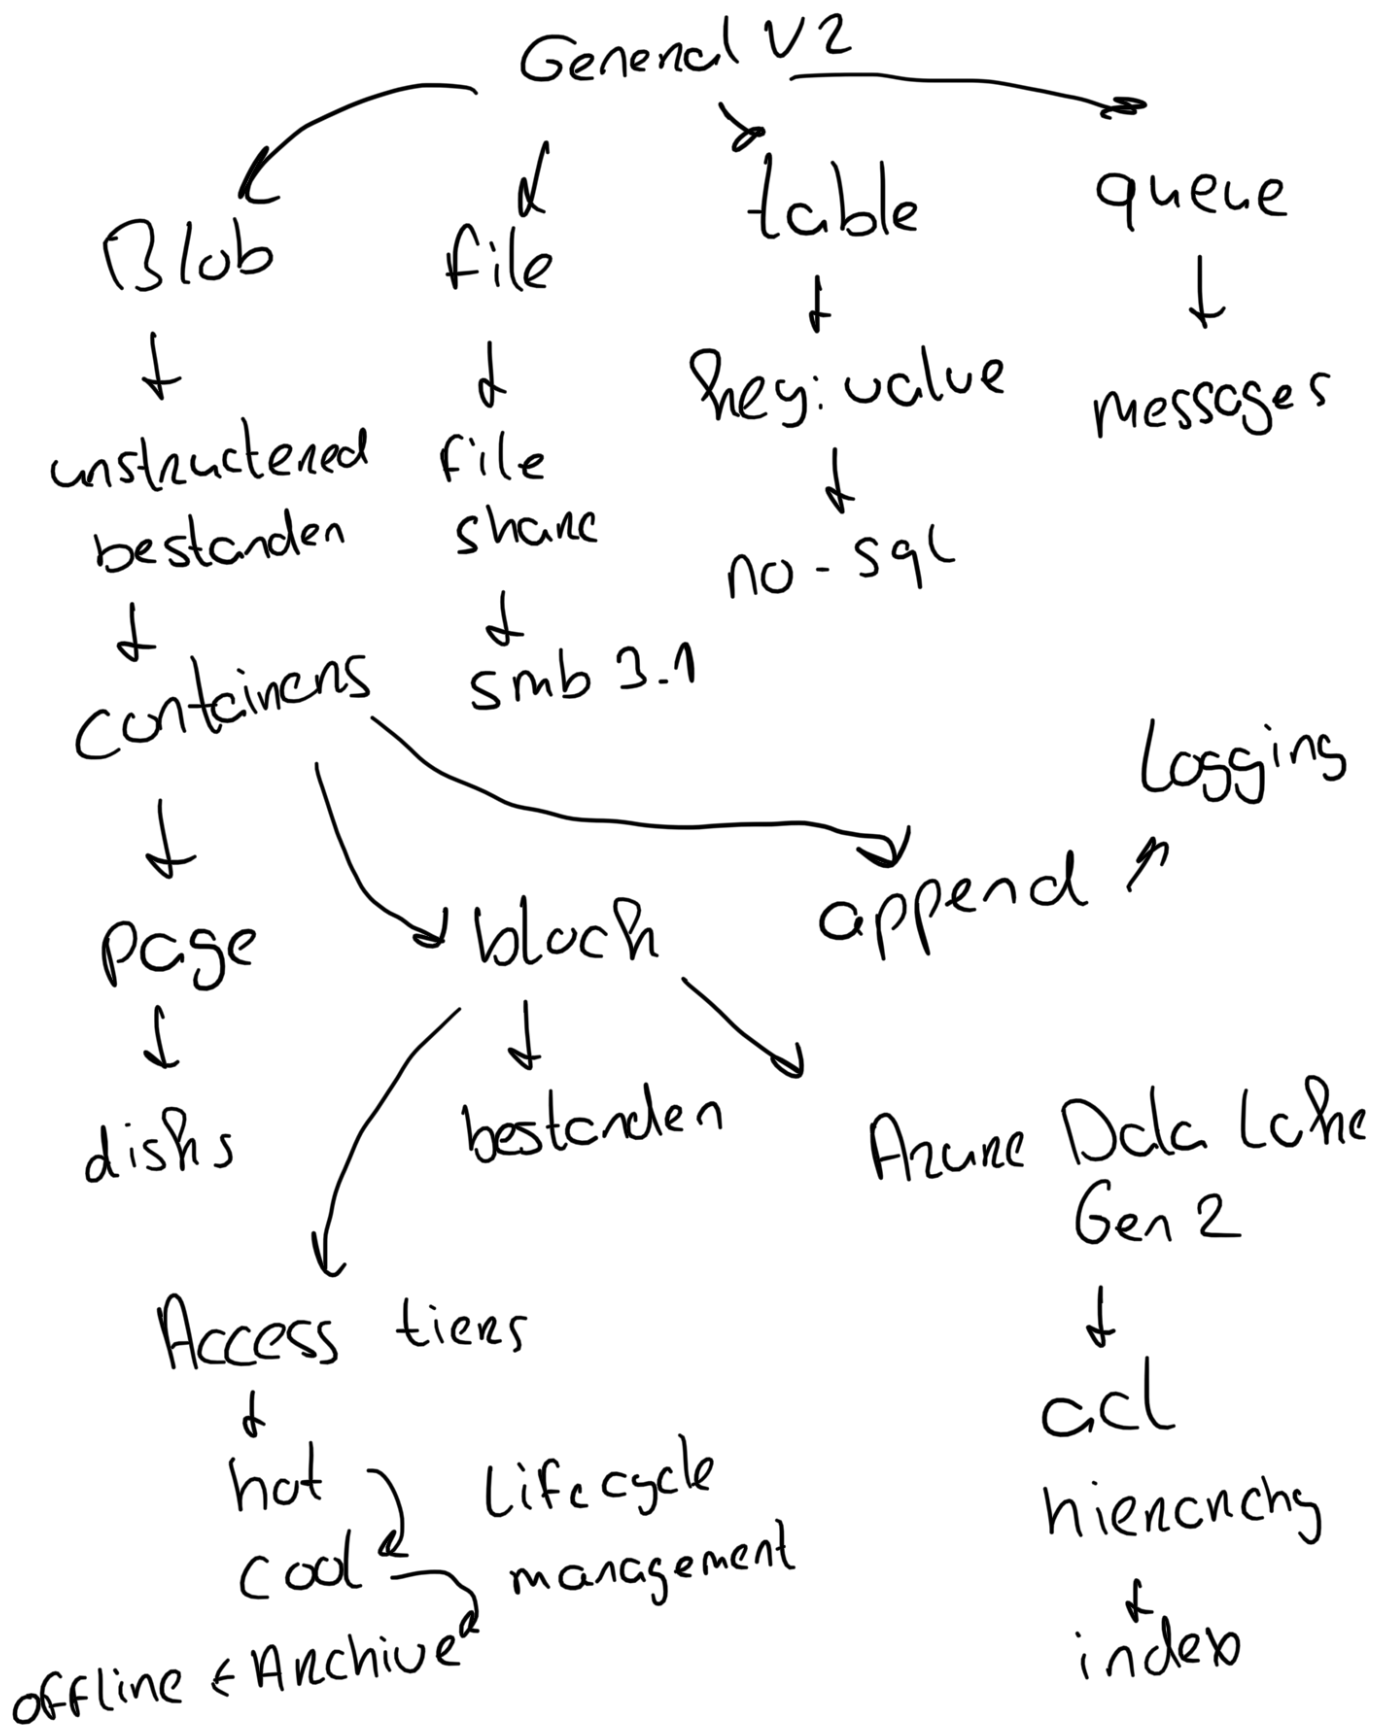 General V2
Blob
file
table
queue
unstructered
bestanden
file
share
key: value
messages
no-sql
containers
smb 3.1
logging
page
block
append
disks
bestanden
Azure Data Lake
Gen 2
Access tiers
acl
hot
cool
Archive
offline
Lifecycle
management
hierarchy
index